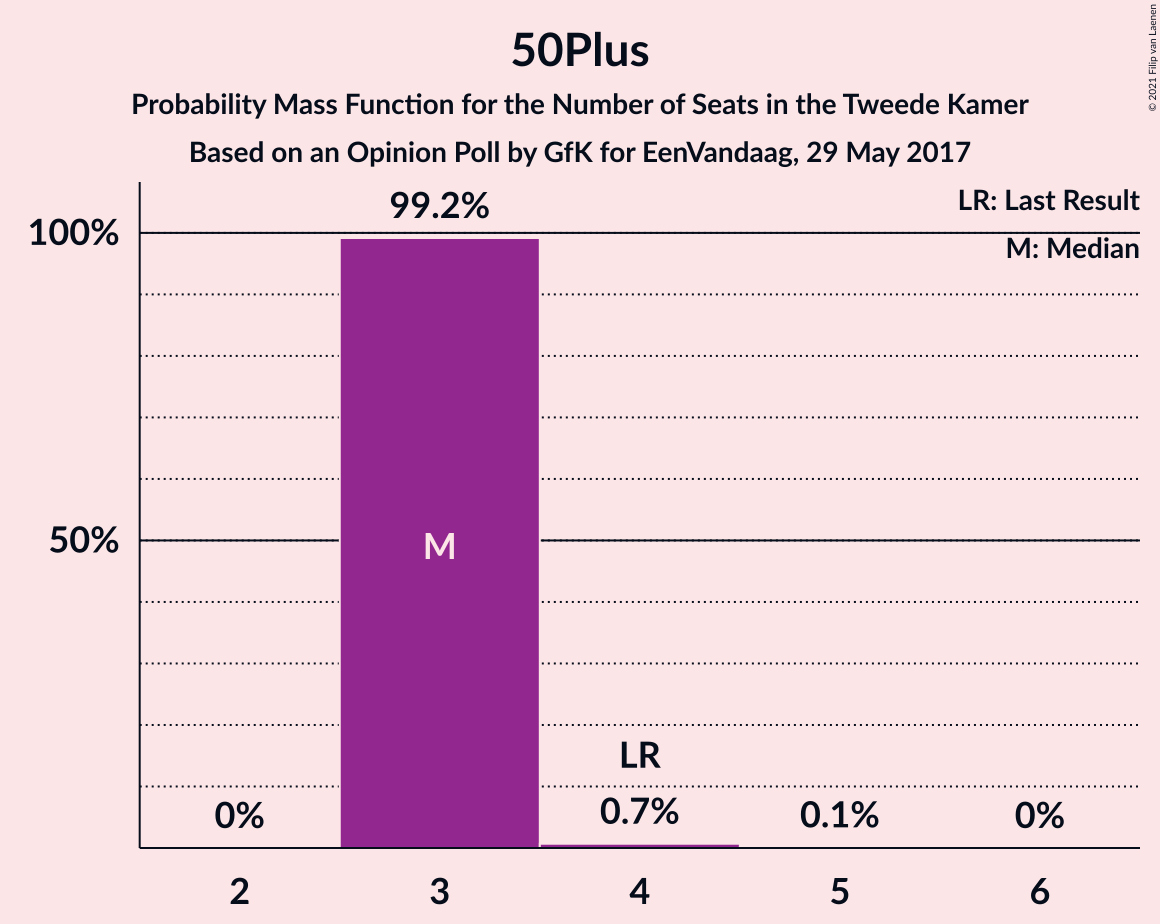 50Plus
Probability Mass Function for the Number of Seats in the Tweede Kamer
Based on an Opinion Poll by GfK for EenVandaag, 29 May 2017
© 2021 Filip van Laenen
LR: Last Result
M: Median
99.2%
100%
50%
M
LR
0%
0.7%
0.1%
0%
2 3 4 5 6